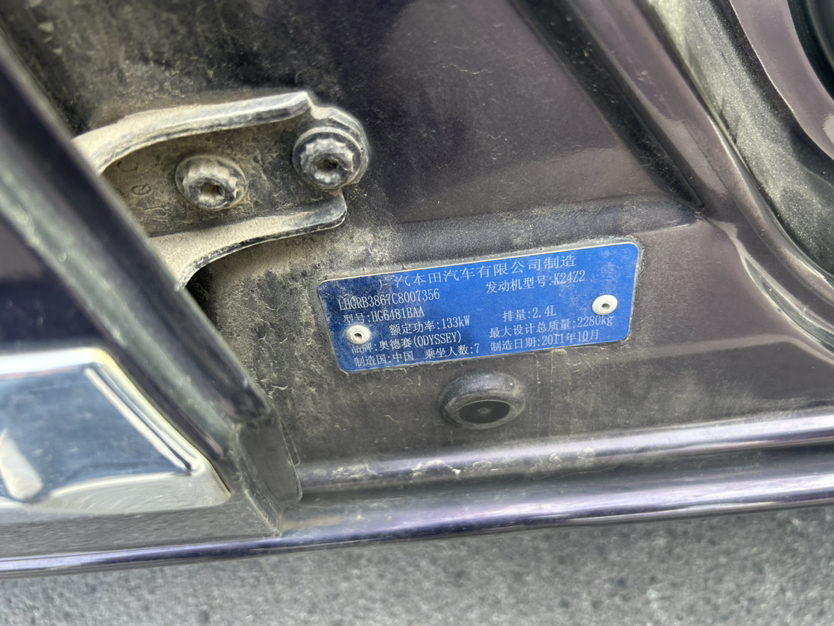 广汽本田汽车有限公司制造
LHGRB3867C8007356 发动机型号:K24Z2
型号:HG6481BAA 排量:2.4L
额定功率:133kW 最大设计总质量:2280kg
品牌:奥德赛(ODYSSEY)
制造国:中国 乘坐人数:7 制造日期:2011年10月